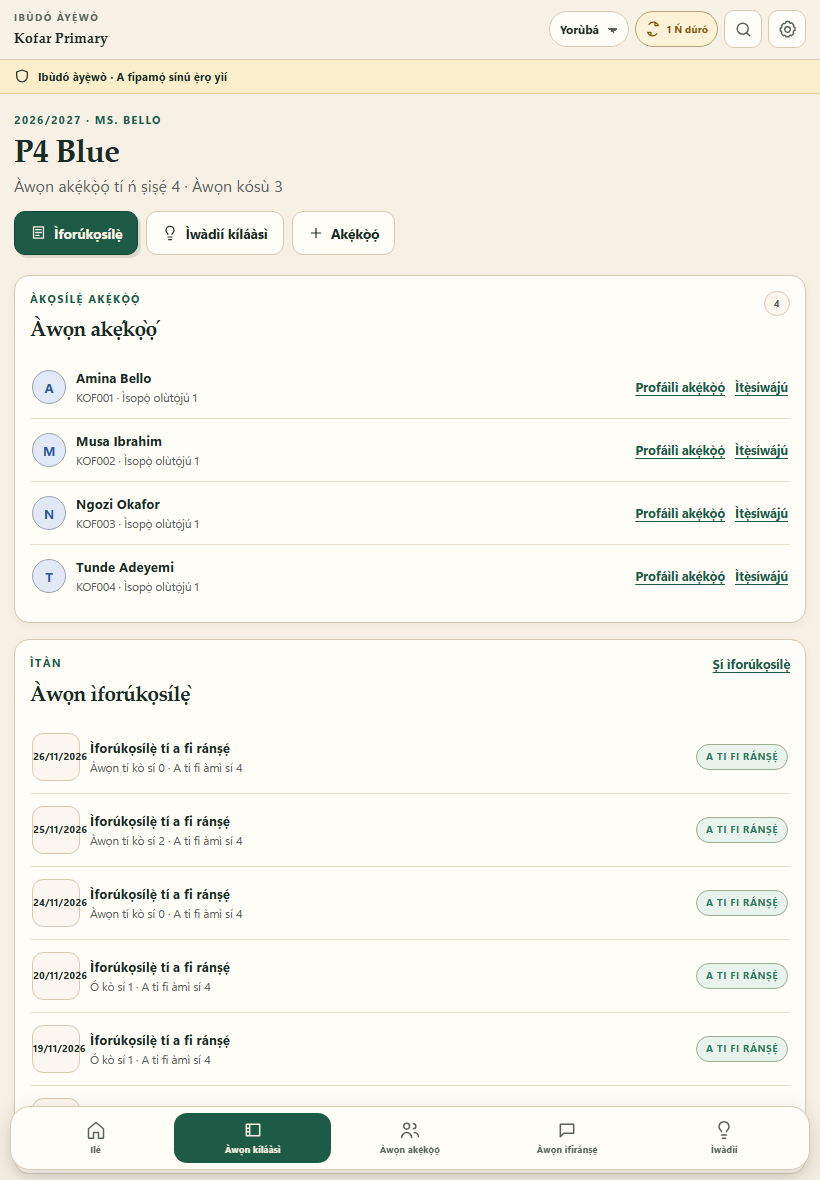 IBÙDÓ ÀYẸ̀WÒ
Kofar Primary
Yorùbá
1 Ń dúró
Ibùdó àyẹ̀wò · A fipamọ́ sínú ẹ̀rọ yìí
2026/2027 · MS. BELLO
P4 Blue
Àwọn akẹ́kọ̀ọ́ tí ń ṣiṣẹ́ 4 · Àwọn kósù 3
Ìforúkọsílẹ̀
Ìwàdìí kíláàsì
Akẹ́kọ̀ọ́
ÀKỌSÍLẸ̀ AKẸ́KỌ̀Ọ́
4
Àwọn akẹ́kọ̀ọ́
A
Amina Bello
KOF001 · Ìsopọ̀ olùtọ́jú 1
Profáìlì akẹ́kọ̀ọ́ Ìtẹ̀síwájú
M
Musa Ibrahim
KOF002 · Ìsopọ̀ olùtọ́jú 1
Profáìlì akẹ́kọ̀ọ́ Ìtẹ̀síwájú
N
Ngozi Okafor
KOF003 · Ìsopọ̀ olùtọ́jú 1
Profáìlì akẹ́kọ̀ọ́ Ìtẹ̀síwájú
T
Tunde Adeyemi
KOF004 · Ìsopọ̀ olùtọ́jú 1
Profáìlì akẹ́kọ̀ọ́ Ìtẹ̀síwájú
ÌTÀN
Ṣí ìforúkọsílẹ̀
Àwọn ìforúkọsílẹ̀
26/11/2026
Ìforúkọsílẹ̀ tí a fi ránṣẹ́
Àwọn tí kò sí 0 · A ti fi àmì sí 4
A TI FI RÁNṢẸ́
25/11/2026
Ìforúkọsílẹ̀ tí a fi ránṣẹ́
Àwọn tí kò sí 2 · A ti fi àmì sí 4
A TI FI RÁNṢẸ́
24/11/2026
Ìforúkọsílẹ̀ tí a fi ránṣẹ́
Àwọn tí kò sí 0 · A ti fi àmì sí 4
A TI FI RÁNṢẸ́
20/11/2026
Ìforúkọsílẹ̀ tí a fi ránṣẹ́
Ó kò sí 1 · A ti fi àmì sí 4
A TI FI RÁNṢẸ́
19/11/2026
Ìforúkọsílẹ̀ tí a fi ránṣẹ́
Ó kò sí 1 · A ti fi àmì sí 4
A TI FI RÁNṢẸ́
Ilé
Àwọn kíláàsì
Àwọn akẹ́kọ̀ọ́
Àwọn ìfiránṣẹ́
Ìwàdìí